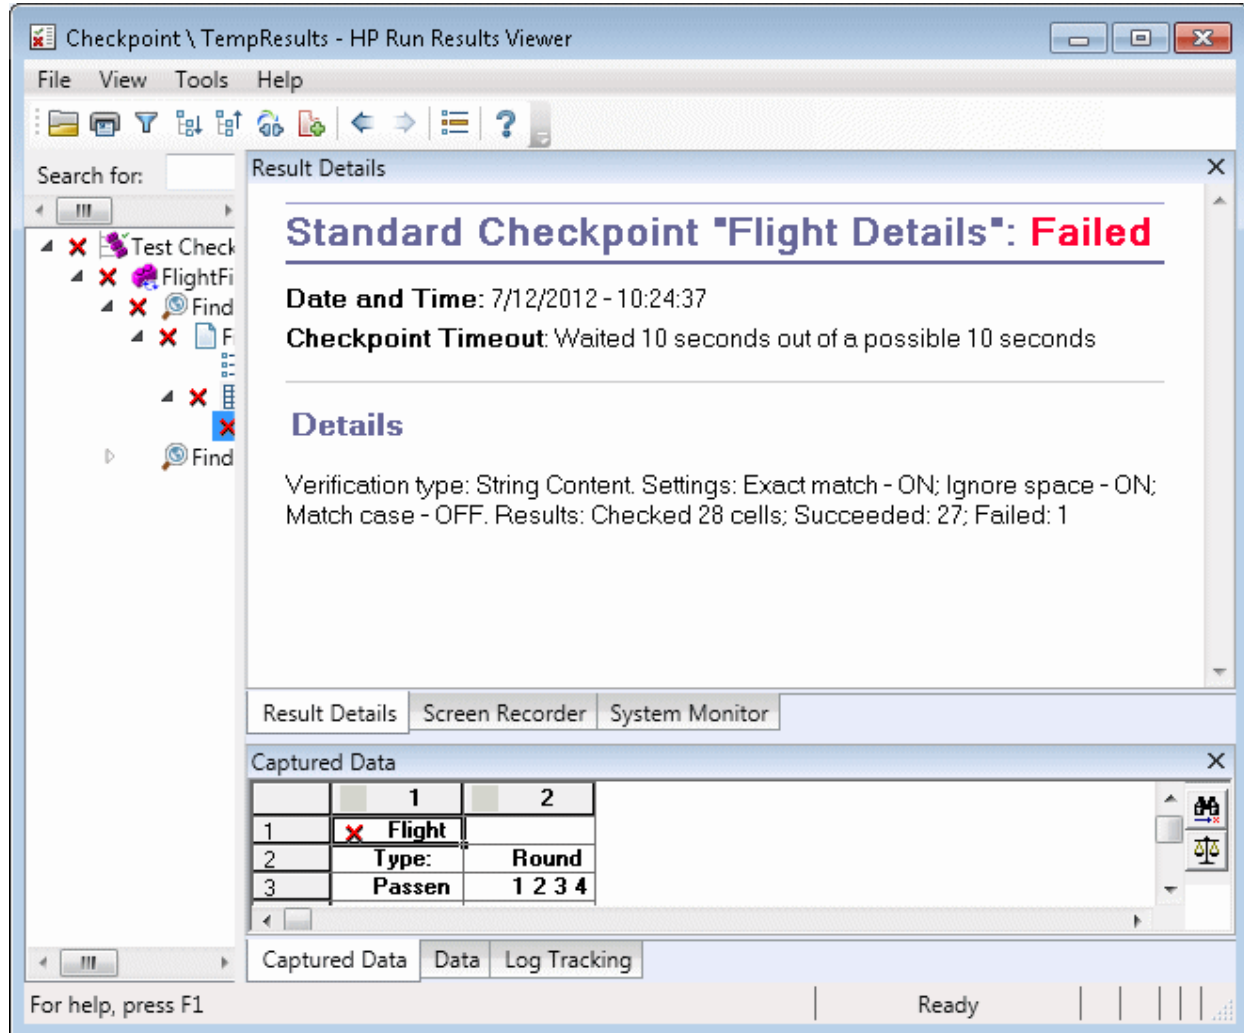 Checkpoint \ TempResults - HP Run Results Viewer
File View Tools Help
Search for:
Test Check
FlightFi
Find
Find
Result Details
Standard Checkpoint "Flight Details": Failed
Date and Time: 7/12/2012 - 10:24:37
Checkpoint Timeout: Waited 10 seconds out of a possible 10 seconds
Details
Verification type: String Content. Settings: Exact match - ON; Ignore space - ON;
Match case - OFF. Results: Checked 28 cells; Succeeded: 27; Failed: 1
Result Details Screen Recorder System Monitor
Captured Data
1 2
1 Flight
2 Type: Round
3 Passen 1 2 3 4
Captured Data Data Log Tracking
For help, press F1 Ready